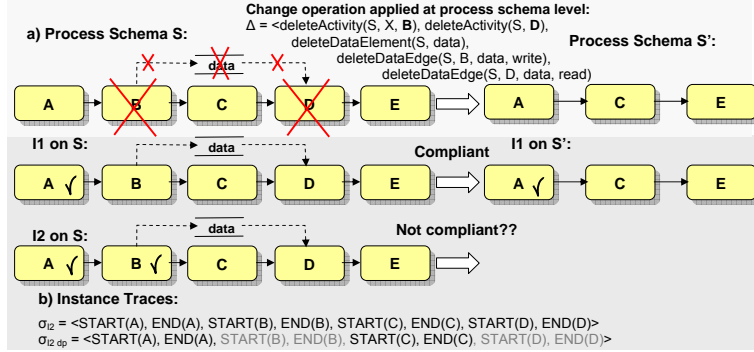 Change operation applied at process schema level:
a) Process Schema S:
Δ = <deleteActivity(S, X, B), deleteActivity(S, D),
deleteDataElement(S, data),
deleteDataEdge(S, B, data, write),
deleteDataEdge(S, D, data, read)
Process Schema S':
data
A B C D E A C E
I1 on S: data Compliant I1 on S':
A B C D E A C E
I2 on S: data Not compliant??
A B C D E
b) Instance Traces:
σI2 = <START(A), END(A), START(B), END(B), START(C), END(C), START(D), END(D)>
σI2 dp = <START(A), END(A), START(B), END(B), START(C), END(C), START(D), END(D)>